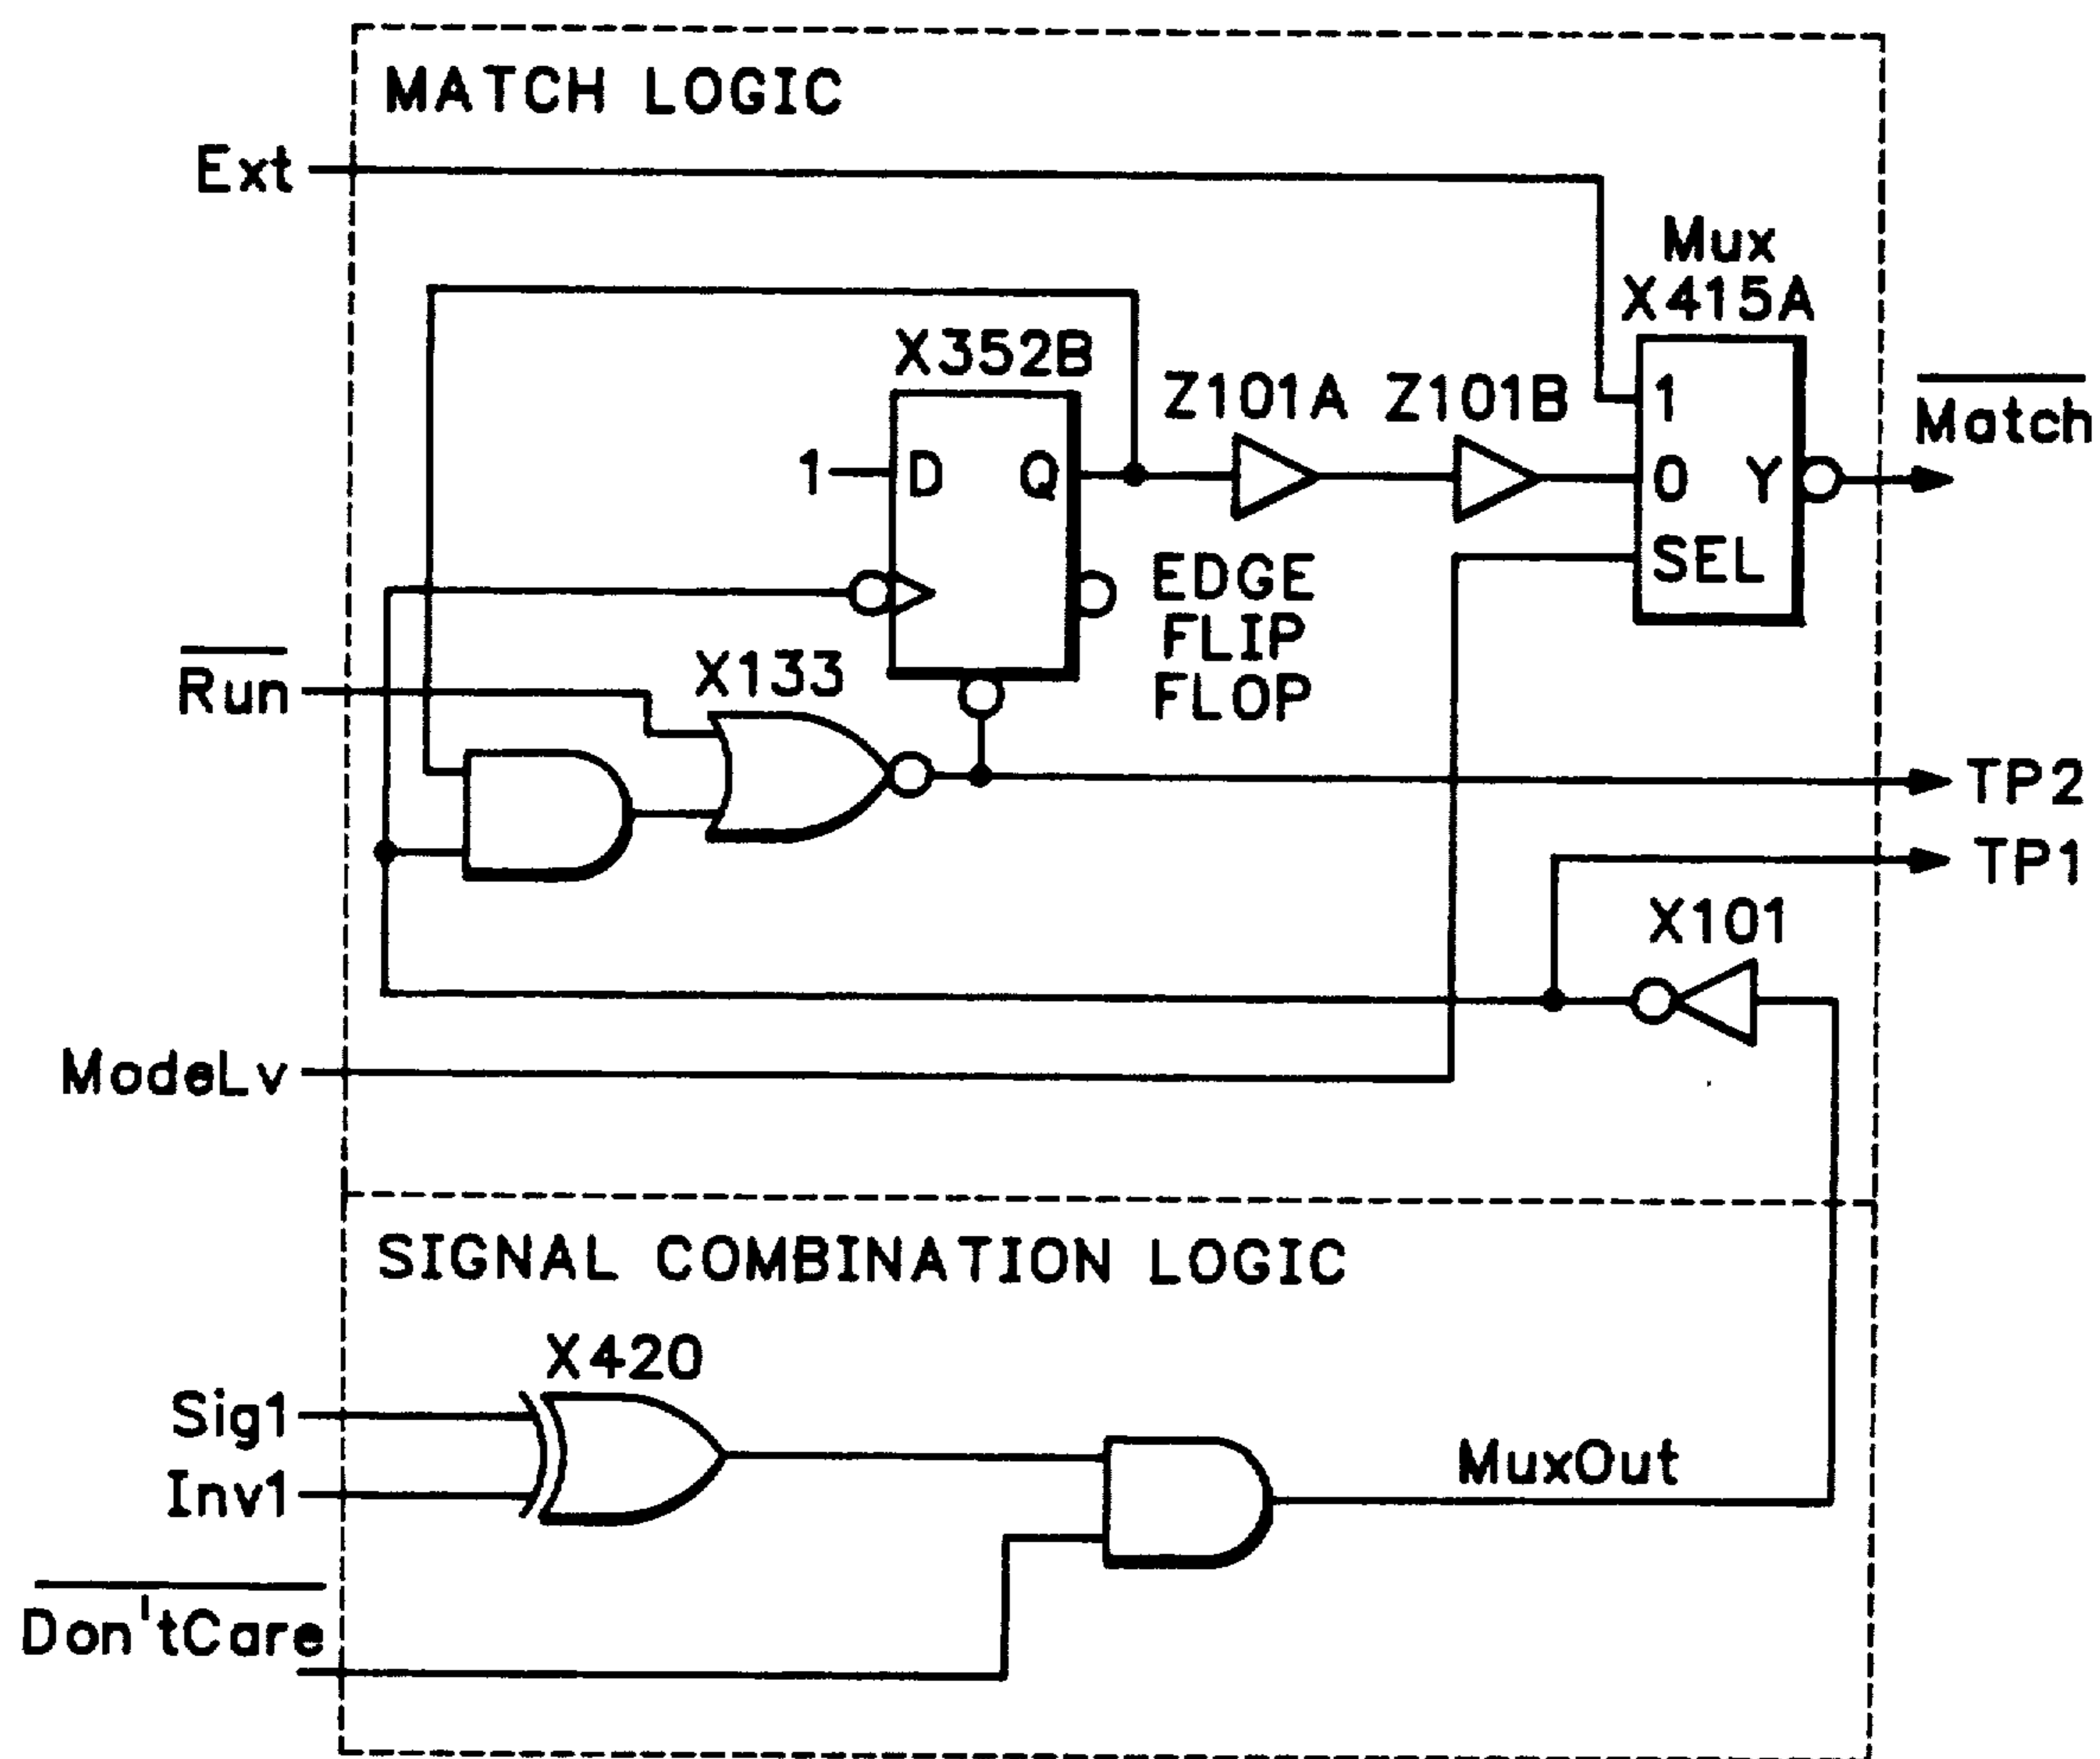 MATCH LOGIC
Ext
Mux
X415A
X352B
Z101A Z101B
1
Match
1
D Q
0 Y
SEL
EDGE
FLIP
FLOP
Run
X133
TP2
TP1
X101
ModeLv
SIGNAL COMBINATION LOGIC
X420
Sig1
Inv1
MuxOut
Don'tCare